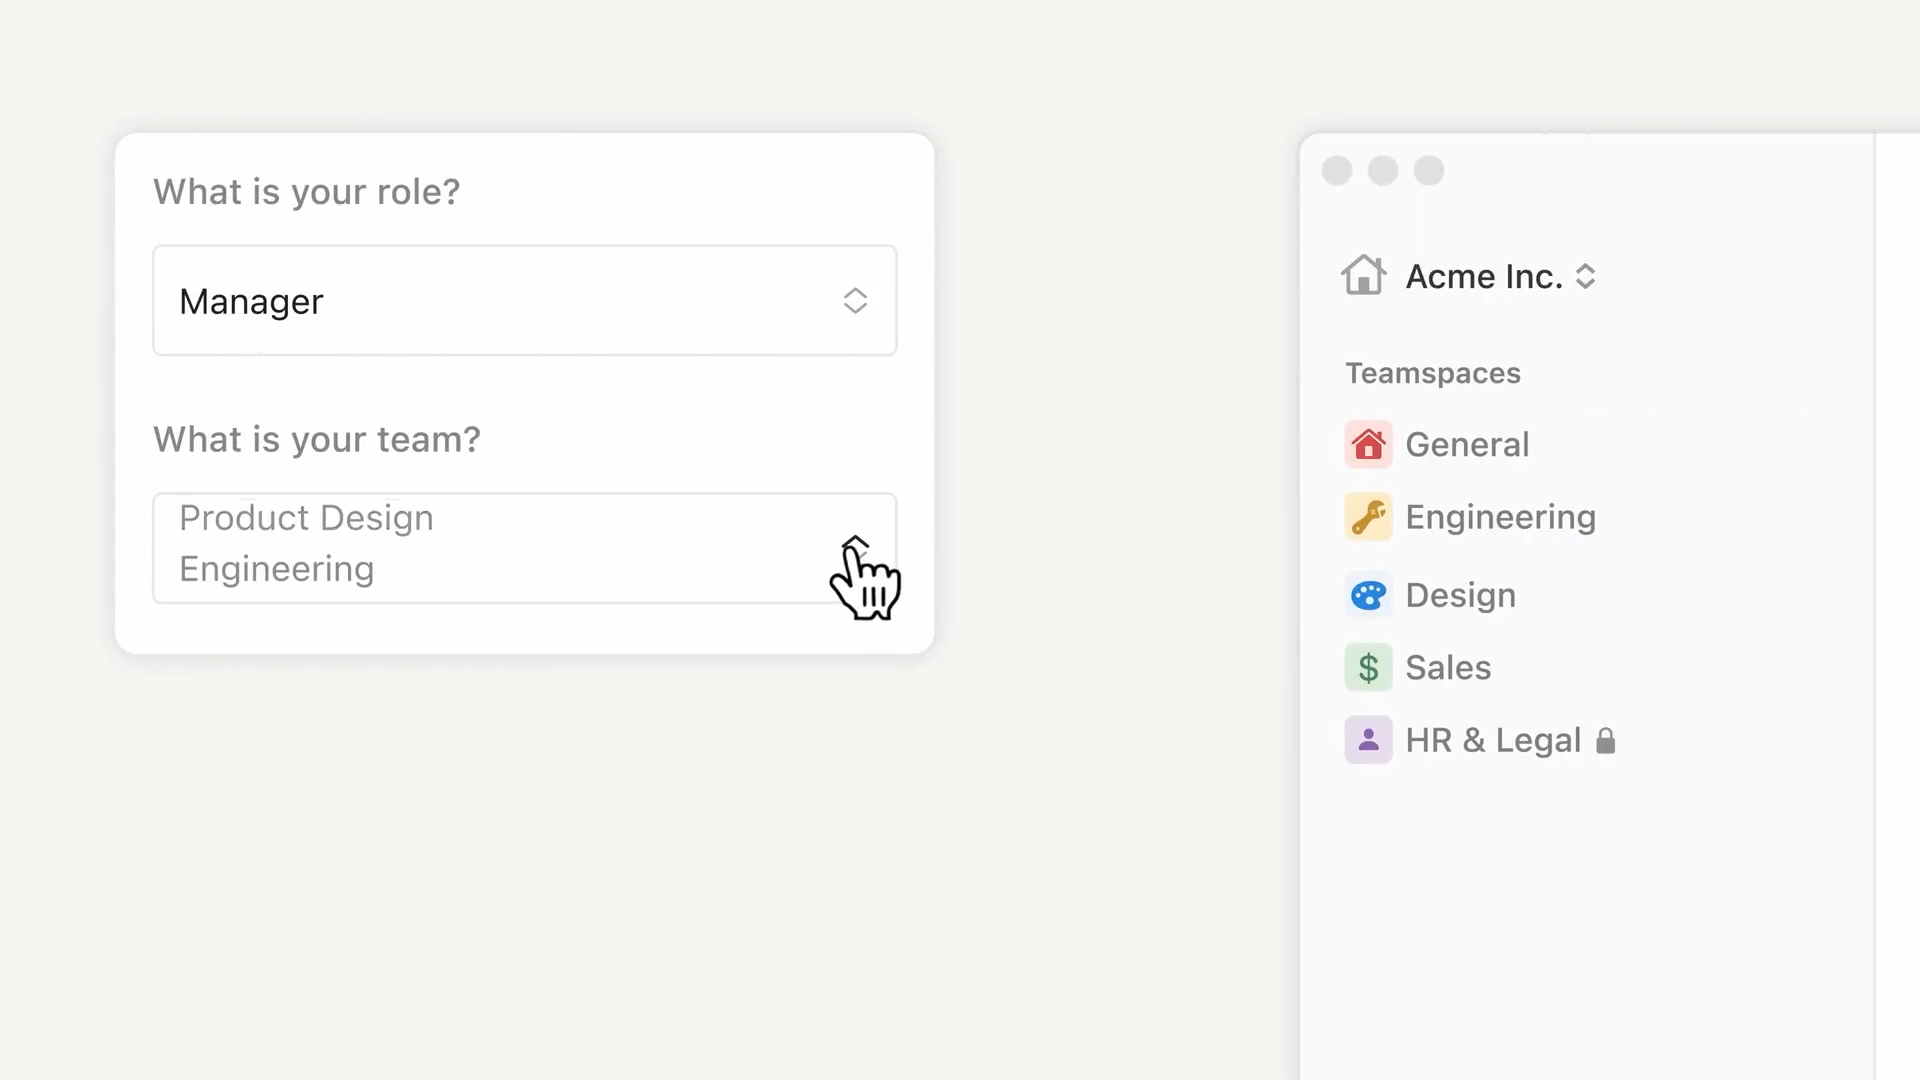 What is your role?
Manager
What is your team?
Product Design
Engineering
Acme Inc.
Teamspaces
General
Engineering
Design
$ Sales
HR & Legal